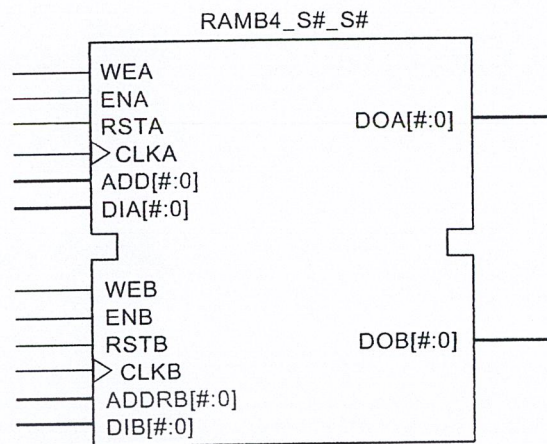 RAMB4_S#_S#
WEA
ENA
RSTA
CLKA
ADD[#:0]
DIA[#:0]
DOA[#:0]
WEB
ENB
RSTB
CLKB
ADDRB[#:0]
DIB[#:0]
DOB[#:0]